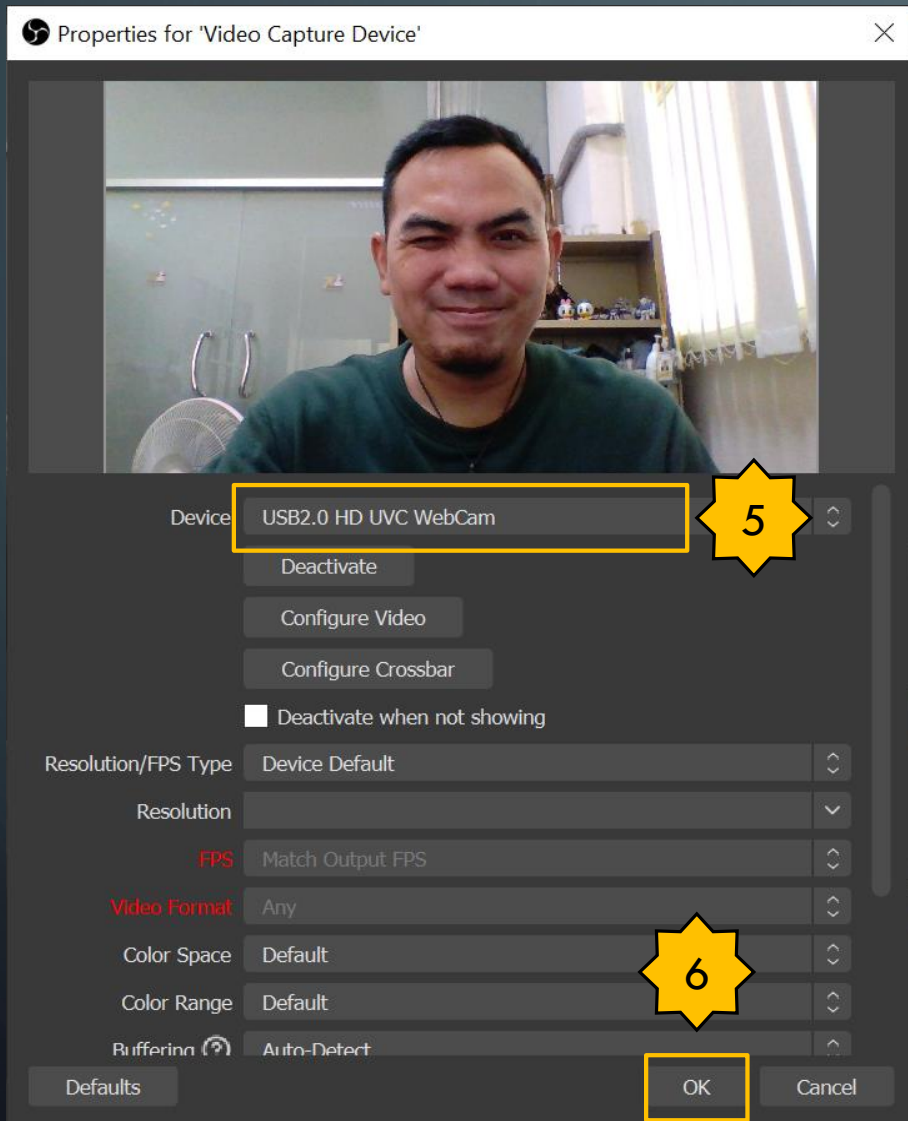 Properties for 'Video Capture Device'
Device USB2.0 HD UVC WebCam 5
Deactivate
Configure Video
Configure Crossbar
Deactivate when not showing
Resolution/FPS Type Device Default
Resolution
FPS Match Output FPS
Video Format Any
Color Space Default 6
Color Range Default
Buffering ? Auto-Detect
Defaults OK Cancel